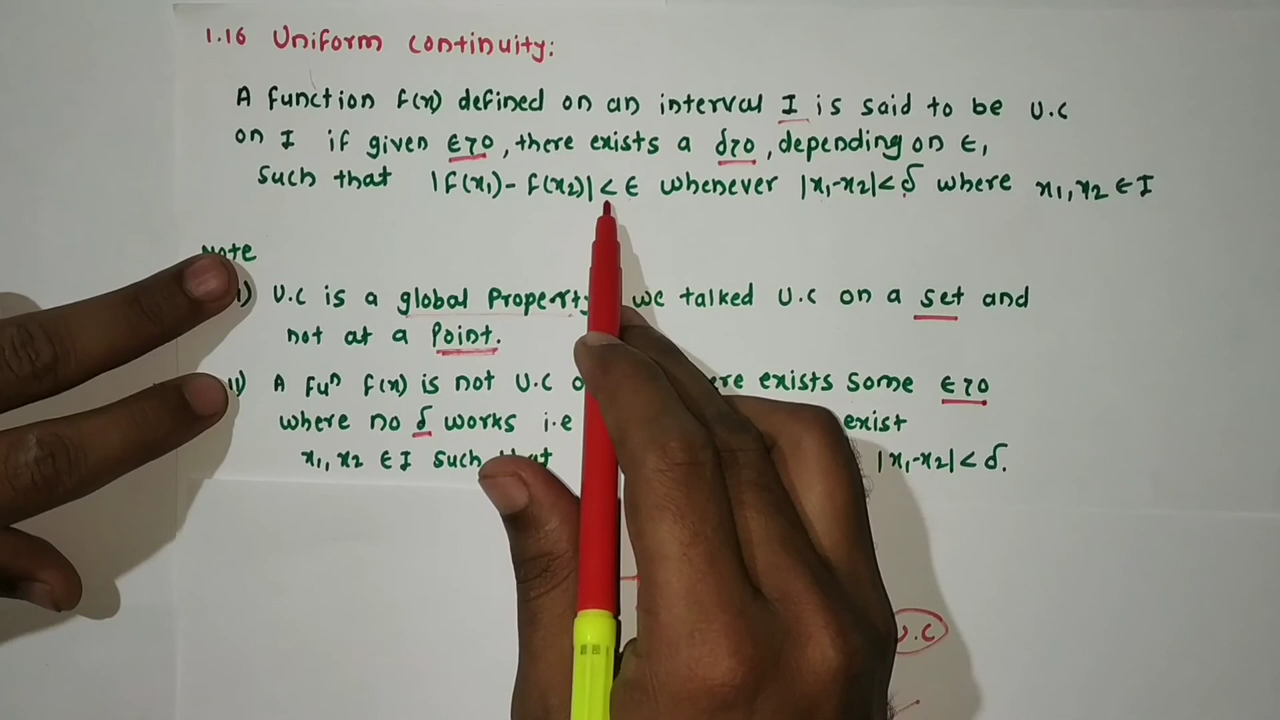 1.16 Uniform continuity:
A function f(x) defined on an interval I is said to be U.C
on I if given ε>0, there exists a δ>0, depending on ε,
such that |f(x₁)- f(x₂)| < ε whenever |x₁-x₂|< δ where x₁, x₂ ∈ I
Note
i) U.C is a global Property we talked U.C on a set and
not at a Point.
ii) A Fuⁿ f(x) is not U.C exists some ε>0
where no δ works i.e exist
x₁, x₂ ∈ I such that |x₁-x₂| < δ.
U.C